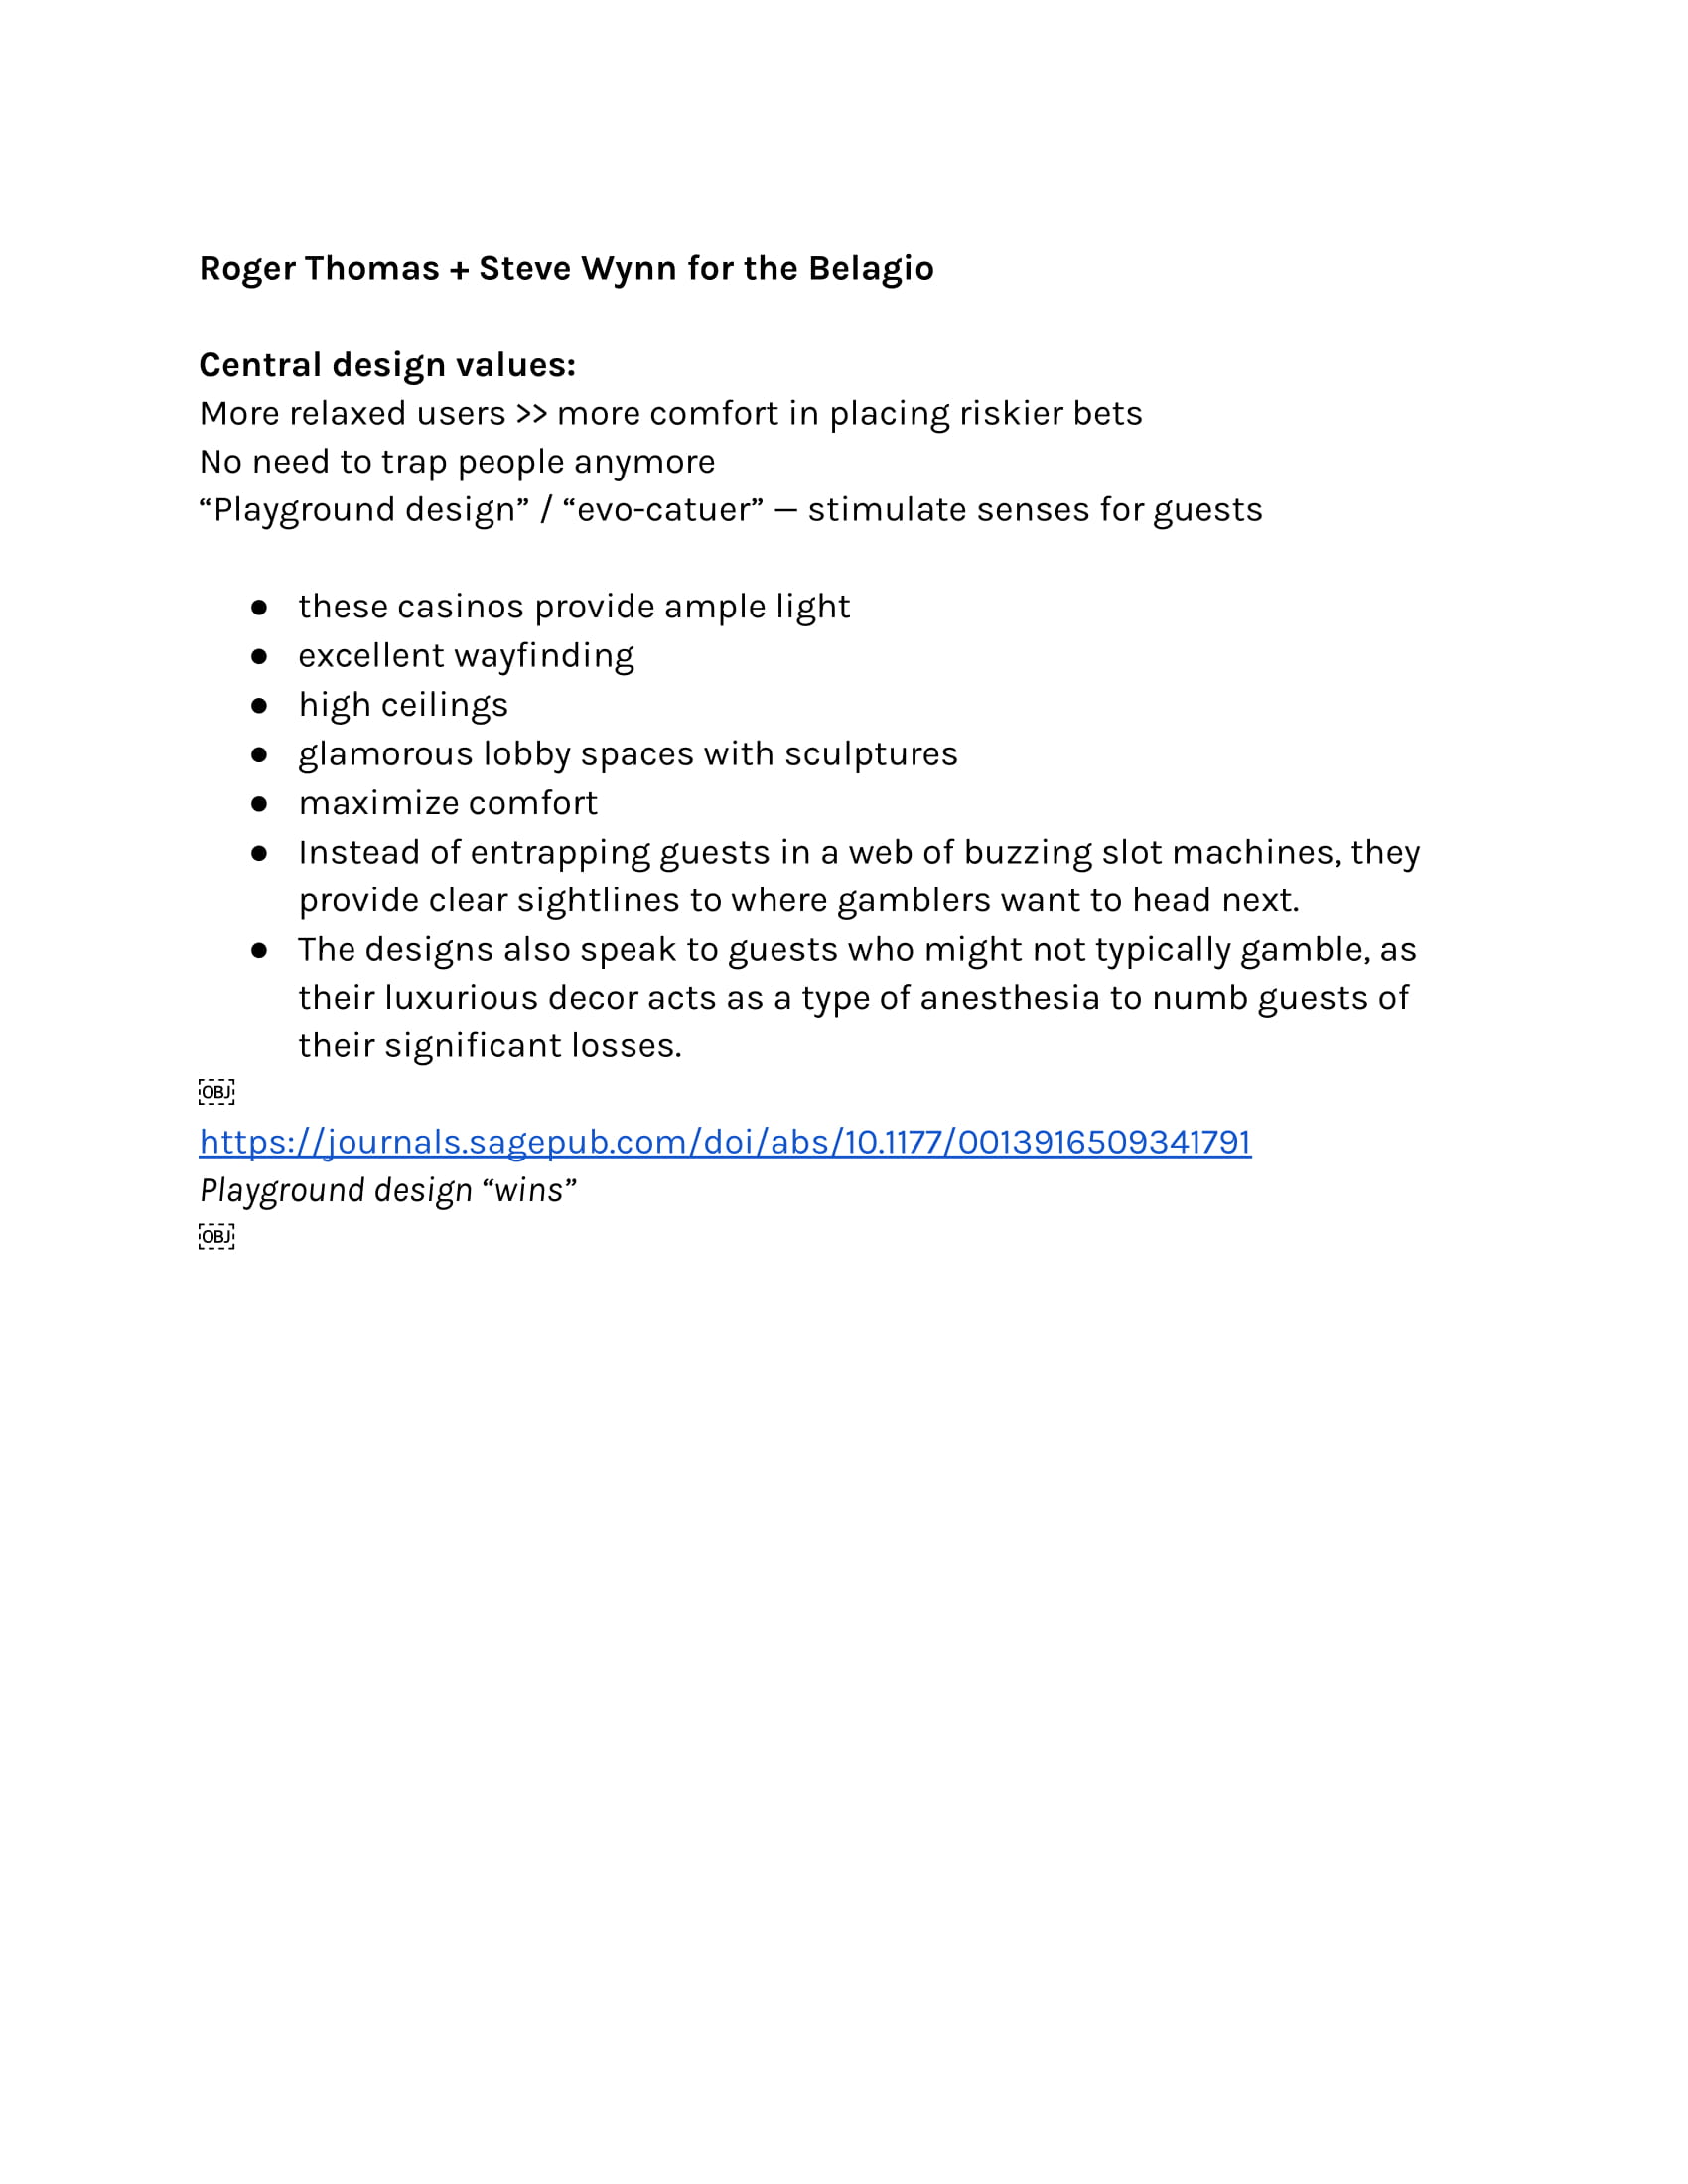 Roger Thomas + Steve Wynn for the Belagio
Central design values:
More relaxed users >> more comfort in placing riskier bets
No need to trap people anymore
“Playground design” / “evo-catuer” — stimulate senses for guests
● these casinos provide ample light
● excellent wayfinding
● high ceilings
● glamorous lobby spaces with sculptures
● maximize comfort
● Instead of entrapping guests in a web of buzzing slot machines, they
provide clear sightlines to where gamblers want to head next.
● The designs also speak to guests who might not typically gamble, as
their luxurious decor acts as a type of anesthesia to numb guests of
their significant losses.
OBJ
https://journals.sagepub.com/doi/abs/10.1177/0013916509341791
Playground design “wins”
OBJ